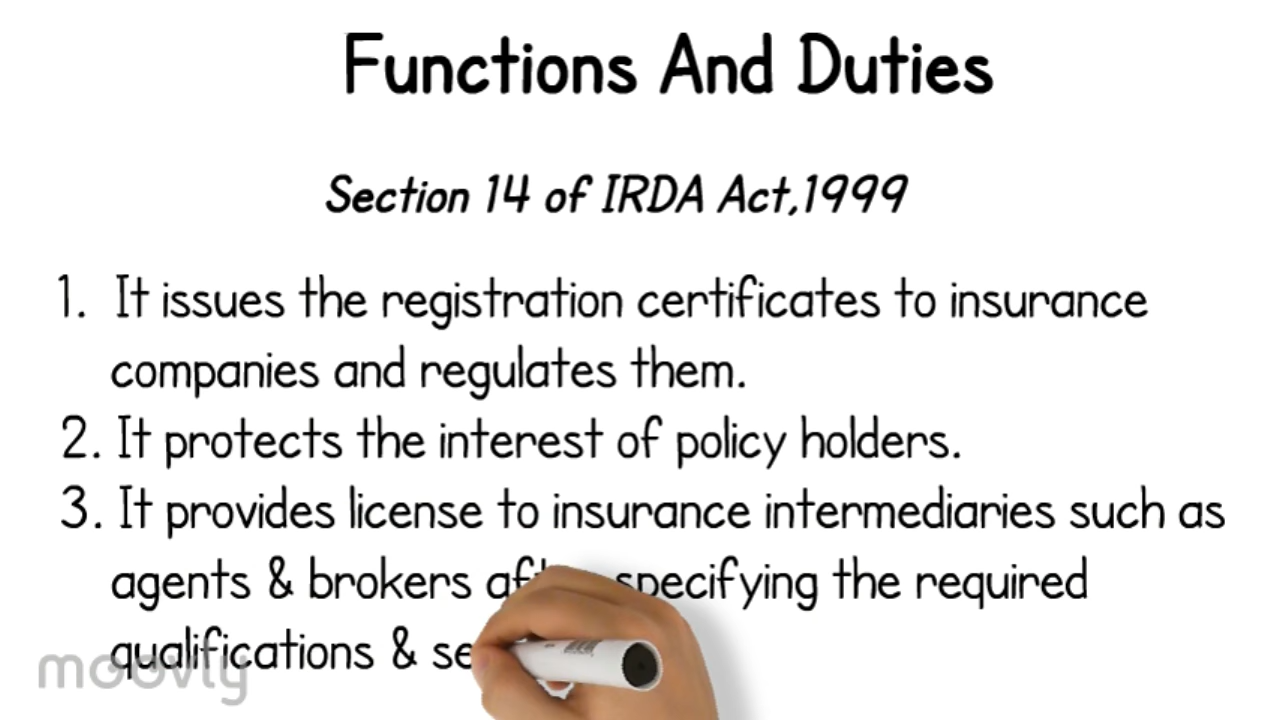 Functions And Duties
Section 14 of IRDA Act,1999
1. It issues the registration certificates to insurance
companies and regulates them.
2. It protects the interest of policy holders.
3. It provides license to insurance intermediaries such as
agents & brokers specifying the required
qualifications &
moovly